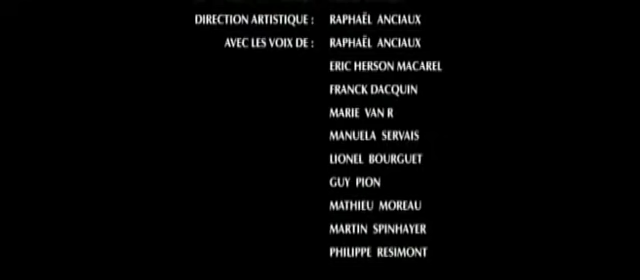 DIRECTION ARTISTIQUE : RAPHAËL ANCIAUX
AVEC LES VOIX DE : RAPHAËL ANCIAUX
ERIC HERSON MACAREL
FRANCK DACQUIN
MARIE VAN R
MANUELA SERVAIS
LIONEL BOURGUET
GUY PION
MATHIEU MOREAU
MARTIN SPINHAYER
PHILIPPE RESIMONT